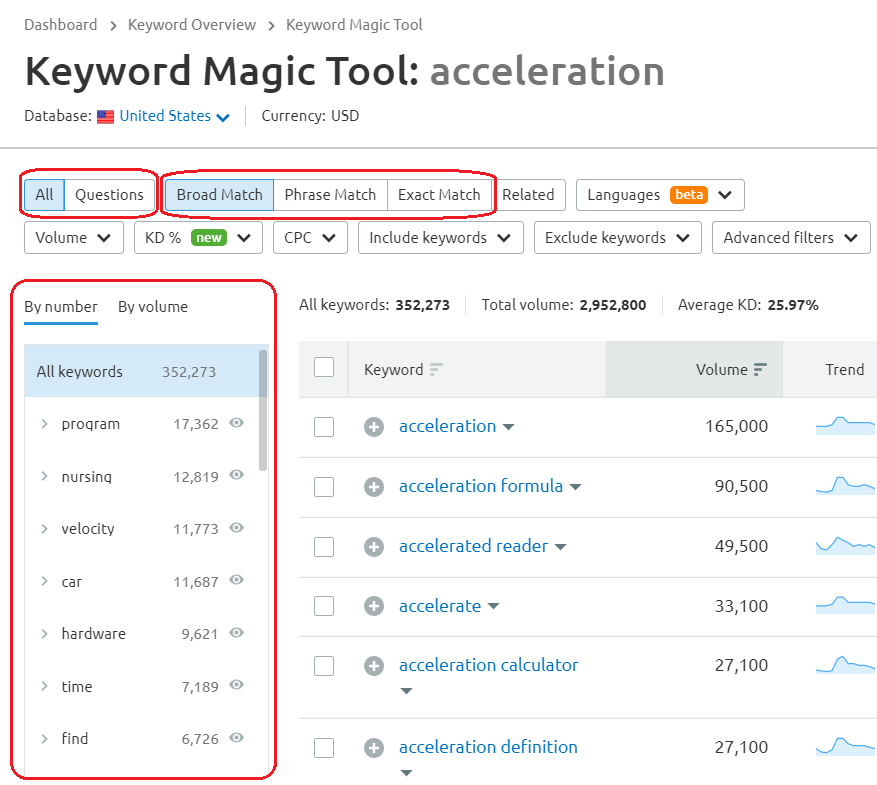 Dashboard > Keyword Overview > Keyword Magic Tool
Keyword Magic Tool: acceleration
Database: United States Currency: USD
All Questions Broad Match Phrase Match Exact Match Related Languages beta
Volume KD % new CPC Include keywords Exclude keywords Advanced filters
By number By volume
All keywords 352,273
program 17,362
nursing 12,819
velocity 11,773
car 11,687
hardware 9,621
time 7,189
find 6,726
All keywords: 352,273 Total volume: 2,952,800 Average KD: 25.97%
Keyword Volume Trend
acceleration 165,000
acceleration formula 90,500
accelerated reader 49,500
accelerate 33,100
acceleration calculator 27,100
acceleration definition 27,100